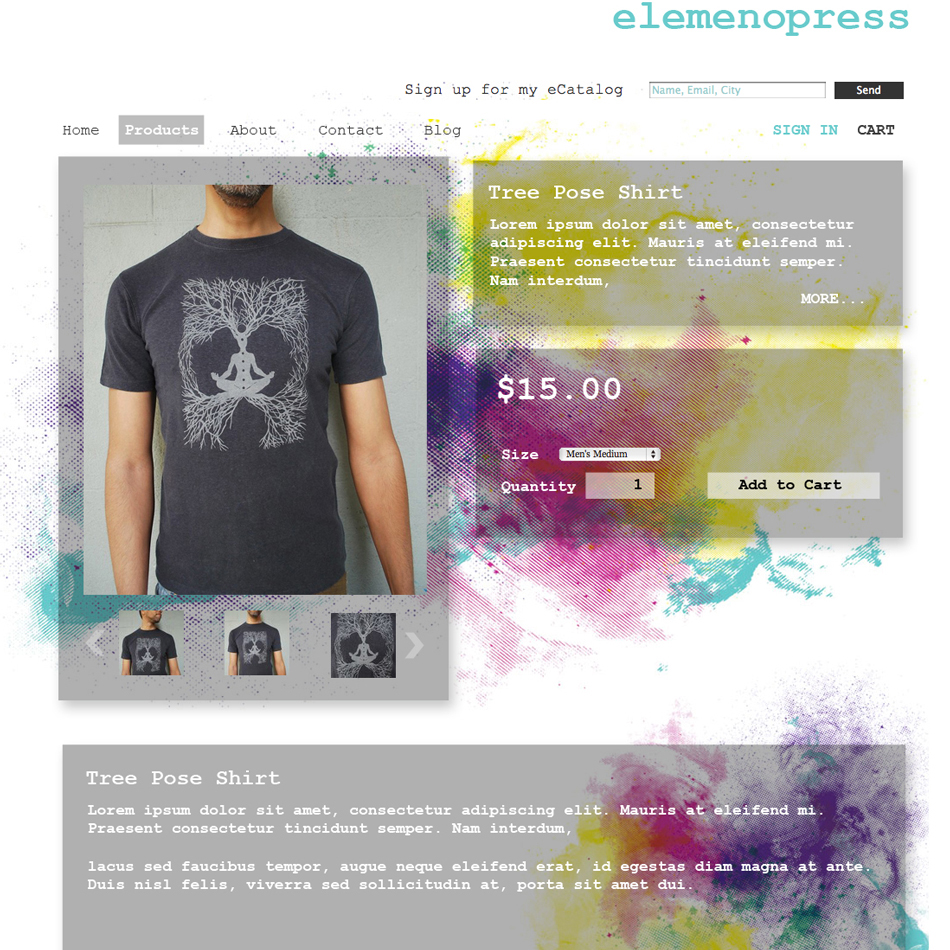 elemenopress
Sign up for my eCatalog
Name, Email, City
Send
Home Products About Contact Blog
SIGN IN CART
Tree Pose Shirt
Lorem ipsum dolor sit amet, consectetur
adipiscing elit. Mauris at eleifend mi.
Praesent consectetur tincidunt semper.
Nam interdum,
MORE...
$15.00
Size Men's Medium
Quantity 1
Add to Cart
Tree Pose Shirt
Lorem ipsum dolor sit amet, consectetur adipiscing elit. Mauris at eleifend mi.
Praesent consectetur tincidunt semper. Nam interdum,
lacus sed faucibus tempor, augue neque eleifend erat, id egestas diam magna at ante.
Duis nisl felis, viverra sed sollicitudin at, porta sit amet dui.